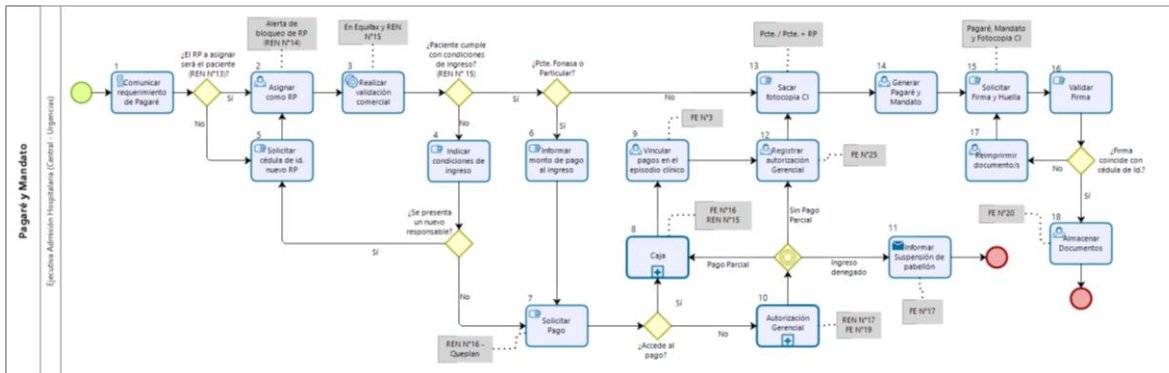 Pagaré y Mandato
Ejecutiva Admisión Hospitalaria (Central - Urgencias)
1
Comunicar
requerimiento
de Pagaré
¿El RP a asignar
será el paciente
(REN N°13)?
Sí
No
Alerta de
bloqueo de RP
(REN N°14)
2
Asignar
como RP
5
Solicitar
cédula de id.
nuevo RP
En Equifex y REN
N°15
3
Realizar
validación
comercial
¿Paciente cumple
con condiciones
de ingreso?
(REN N° 15)
Sí
No
4
Indicar
condiciones de
ingreso
¿Se presenta
un nuevo
responsable?
Sí
No
¿Pcte. Fonasa o
Particular?
No
Sí
6
Informar
monto de pago
al ingreso
7
Solicitar
Pago
REN N°16 -
Queplan
¿Accede al
pago?
Sí
No
8
Caja
FE N°16
REN N°15
9
Vincular
pagos en el
episodio clínico
FE N°3
10
Autorización
Gerencial
REN N°17
FE N°19
Pago Parcial
Sin Pago
Parcial
Ingreso
denegado
11
Informar
Suspensión de
pabellón
FE N°17
12
Registrar
autorización
Gerencial
FE N°25
Pcte. / Pcte. + RP
13
Sacar
fotocopia CI
14
Generar
Pagaré y
Mandato
Pagaré, Mandato
y Fotocopia CI
15
Solicitar
Firma y Huella
16
Validar
Firma
17
Reimprimir
documento/s
¿Firma
coincide con
cédula de Id.?
No
Sí
18
Almacenar
Documentos
FE N°20